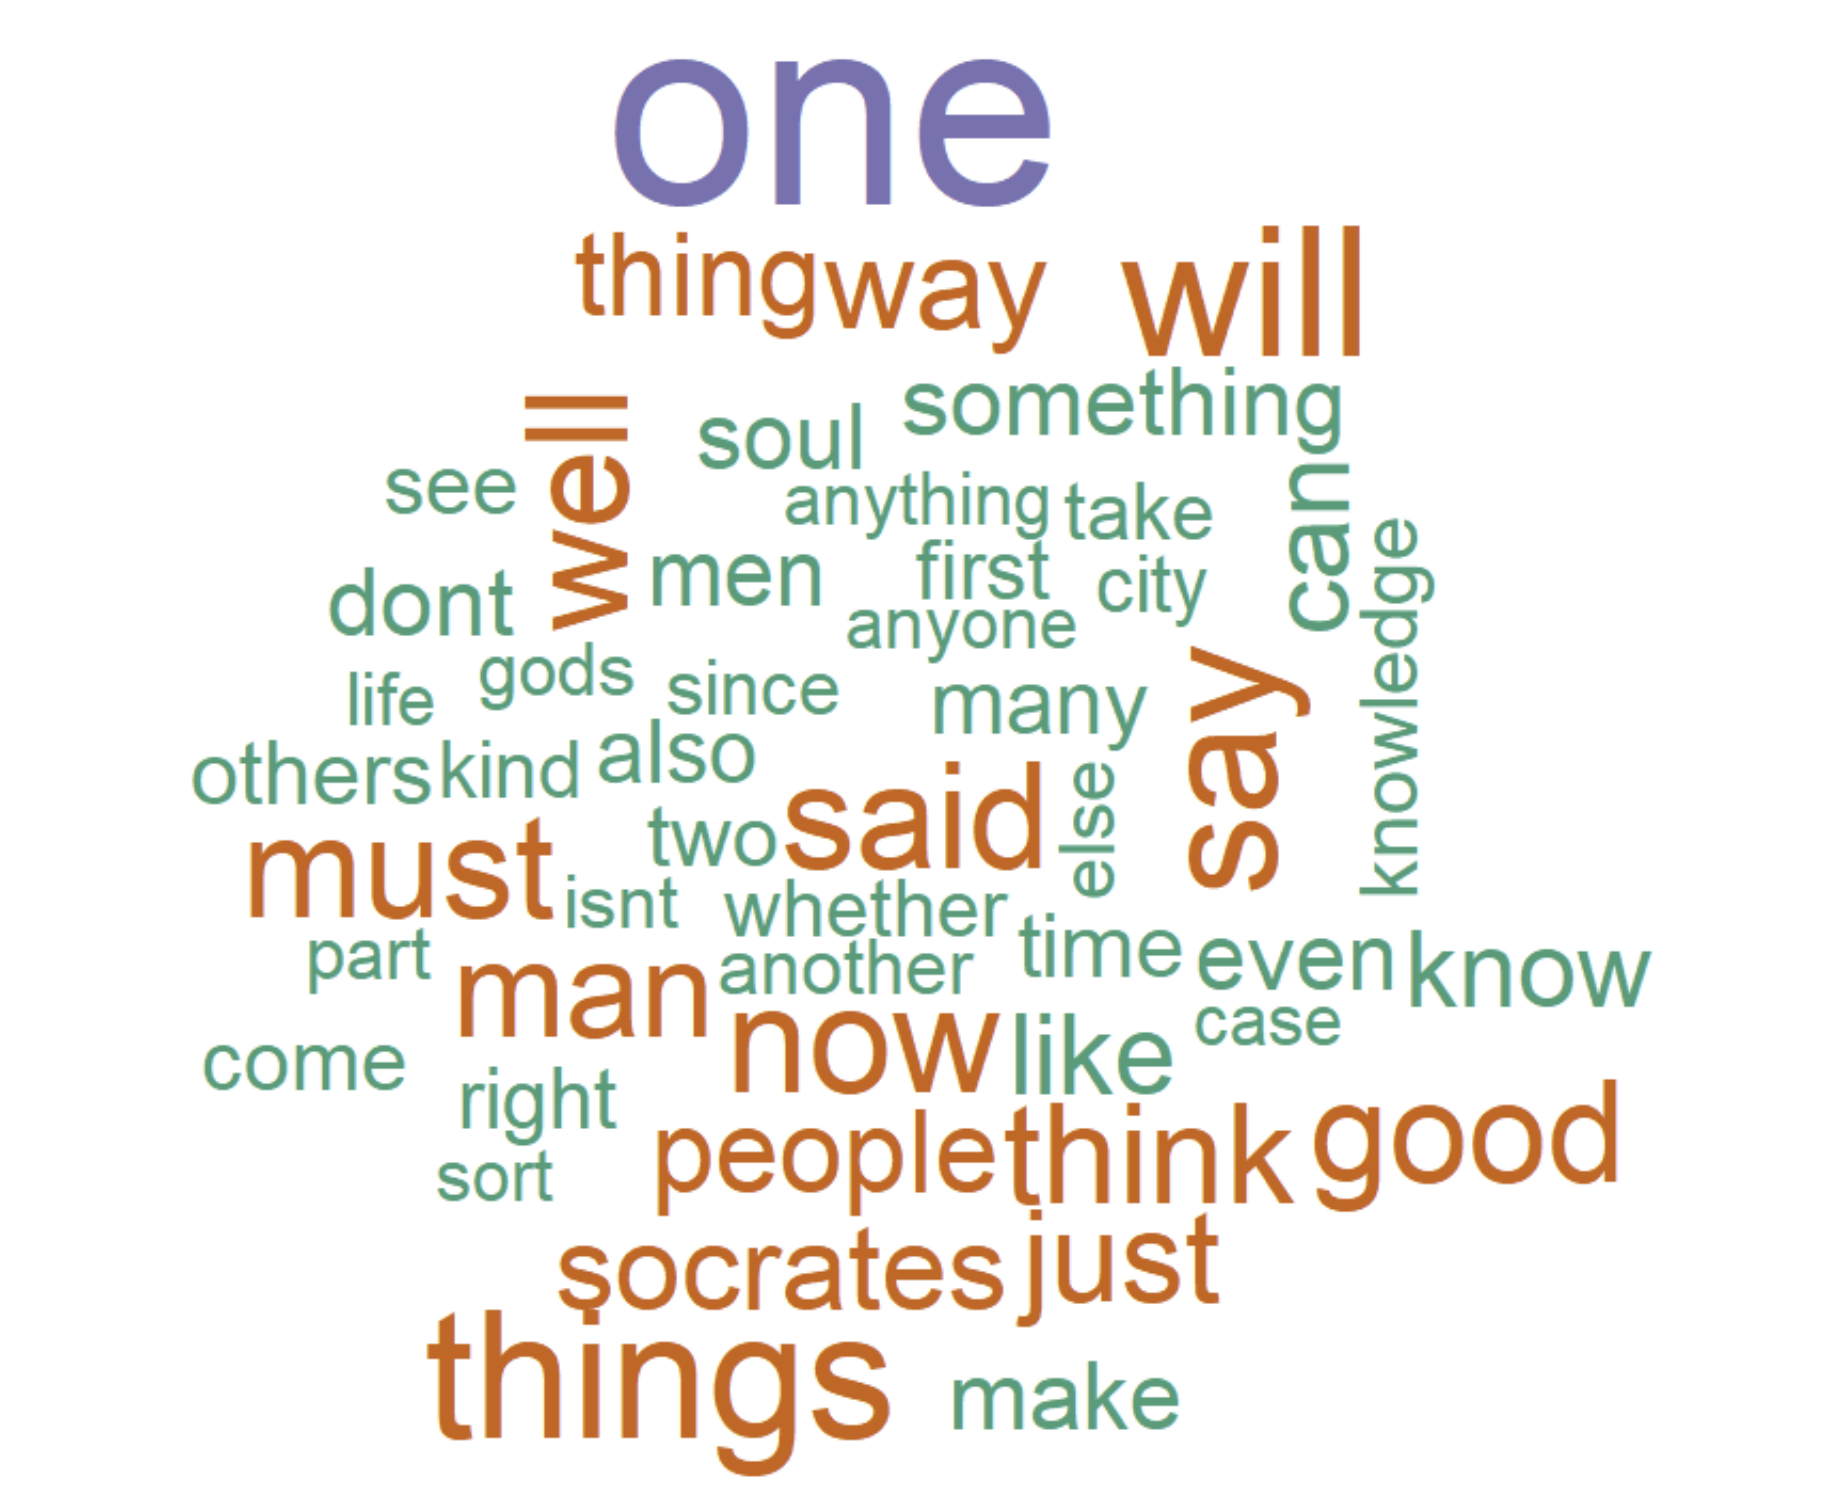 one
thing way will
well soul something
see anything take can
dont men first city knowledge
anyone
life gods since many say
others kind also
must two said else
isnt whether
part man another time even know
come now like case
right people think good
sort
socrates just
things make